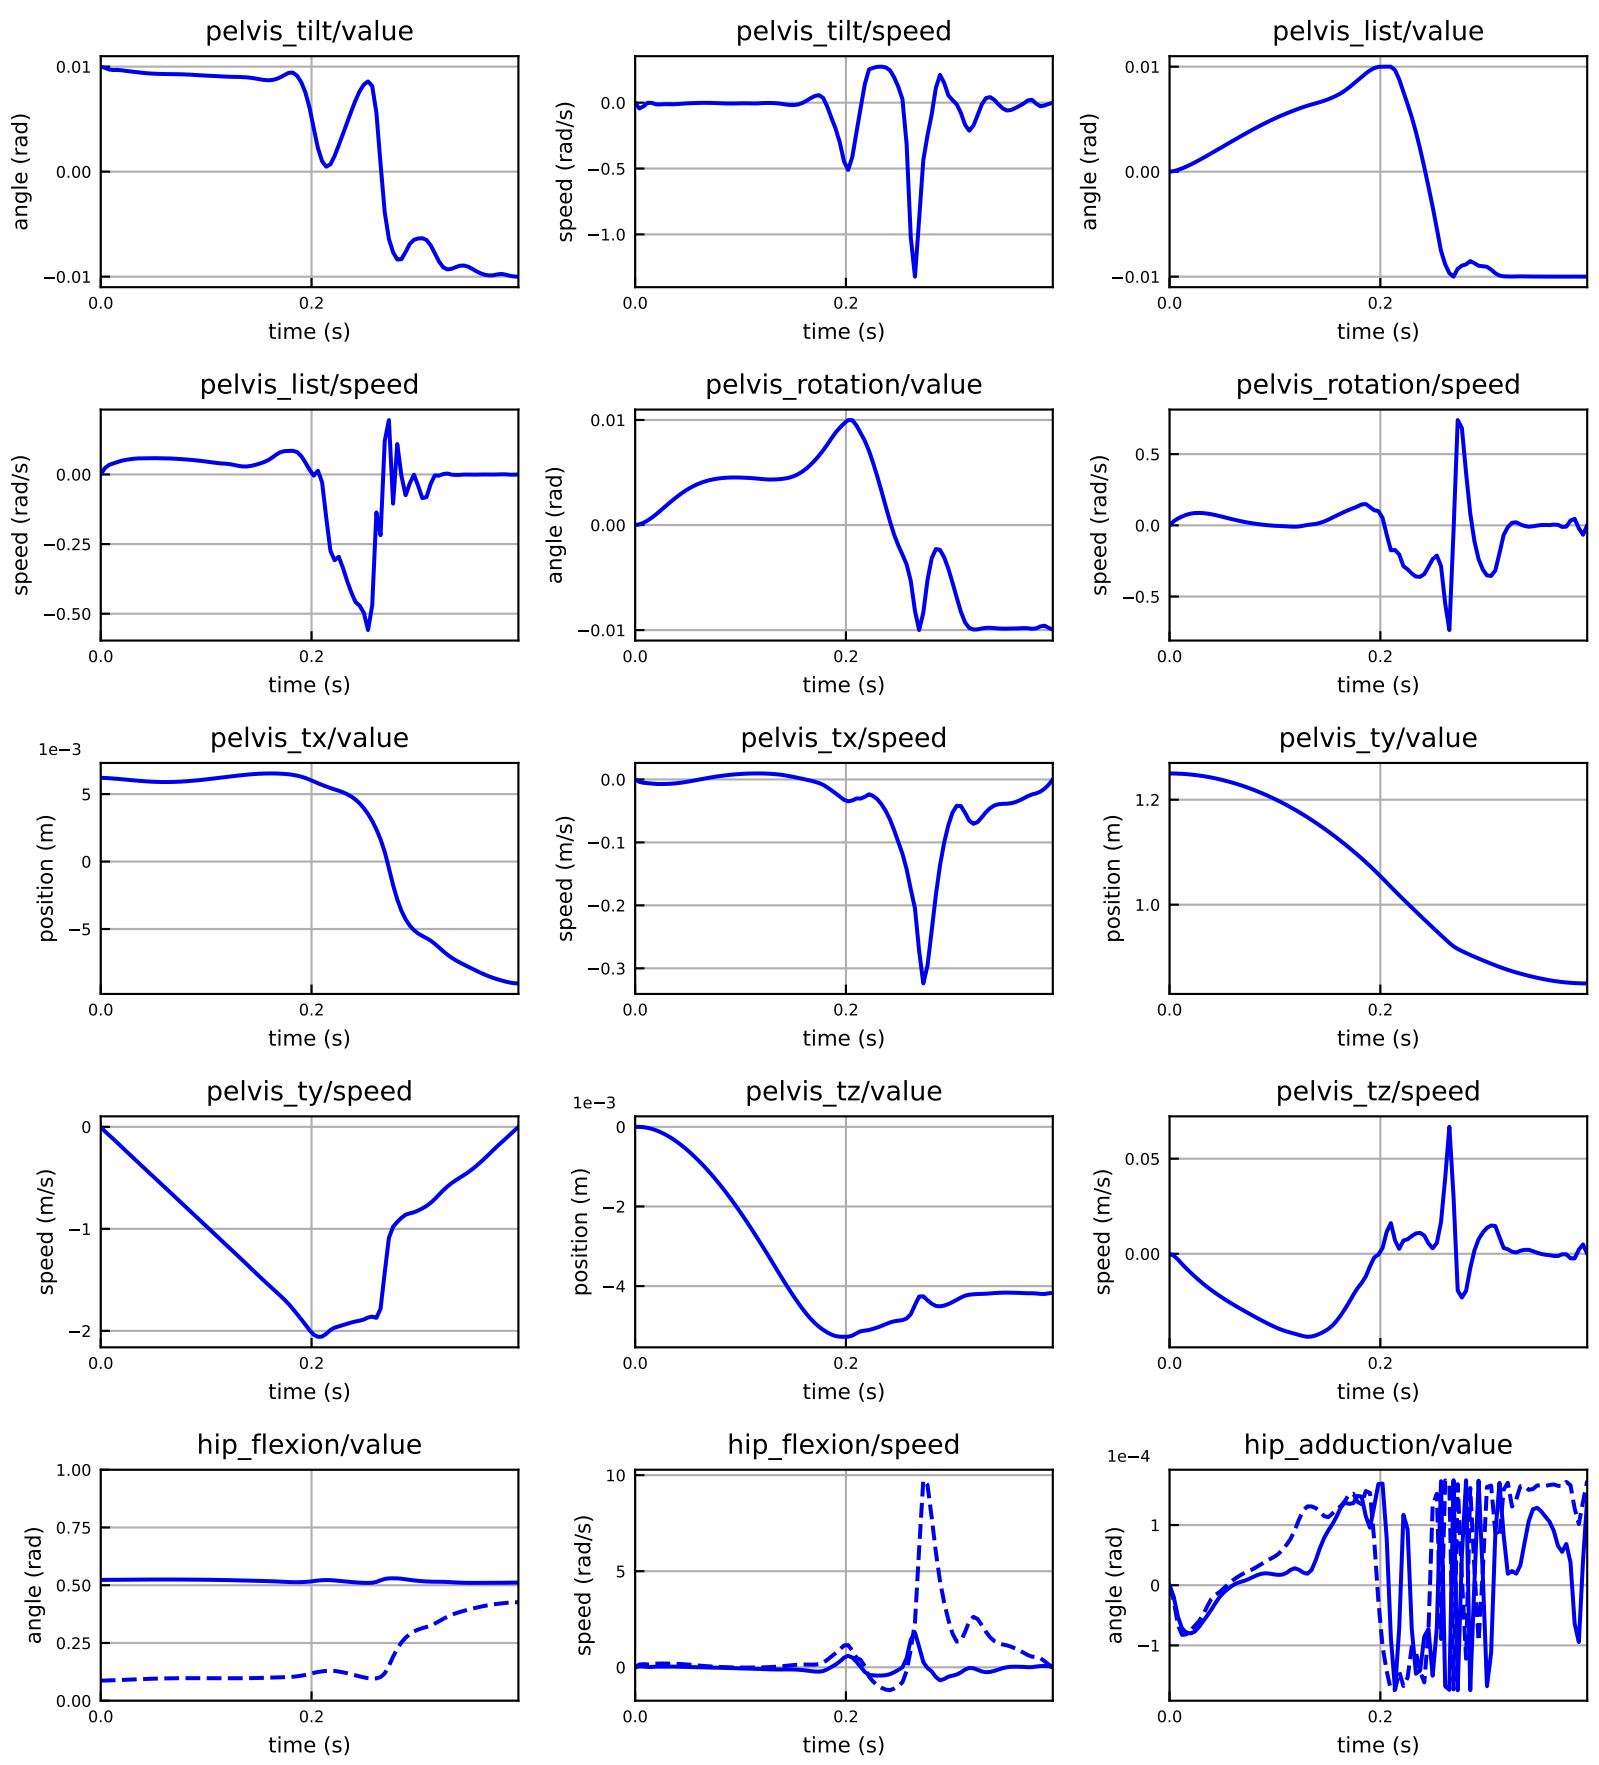 pelvis_tilt/value
pelvis_tilt/speed
pelvis_list/value
angle (rad)
0.01
0.00
−0.01
0.0
0.2
time (s)
speed (rad/s)
0.0
−0.5
−1.0
0.0
0.2
time (s)
angle (rad)
0.01
0.00
−0.01
0.0
0.2
time (s)
pelvis_list/speed
pelvis_rotation/value
pelvis_rotation/speed
speed (rad/s)
0.00
−0.25
−0.50
0.0
0.2
time (s)
angle (rad)
0.01
0.00
−0.01
0.0
0.2
time (s)
speed (rad/s)
0.5
0.0
−0.5
0.0
0.2
time (s)
pelvis_tx/value
pelvis_tx/speed
pelvis_ty/value
1e−3
position (m)
5
0
−5
0.0
0.2
time (s)
speed (m/s)
0.0
−0.1
−0.2
−0.3
0.0
0.2
time (s)
position (m)
1.2
1.0
0.0
0.2
time (s)
pelvis_ty/speed
pelvis_tz/value
pelvis_tz/speed
speed (m/s)
0
−1
−2
0.0
0.2
time (s)
1e−3
position (m)
0
−2
−4
0.0
0.2
time (s)
speed (m/s)
0.05
0.00
0.0
0.2
time (s)
hip_flexion/value
hip_flexion/speed
hip_adduction/value
angle (rad)
1.00
0.75
0.50
0.25
0.00
0.0
0.2
time (s)
speed (rad/s)
10
5
0
0.0
0.2
time (s)
1e−4
angle (rad)
1
0
−1
0.0
0.2
time (s)